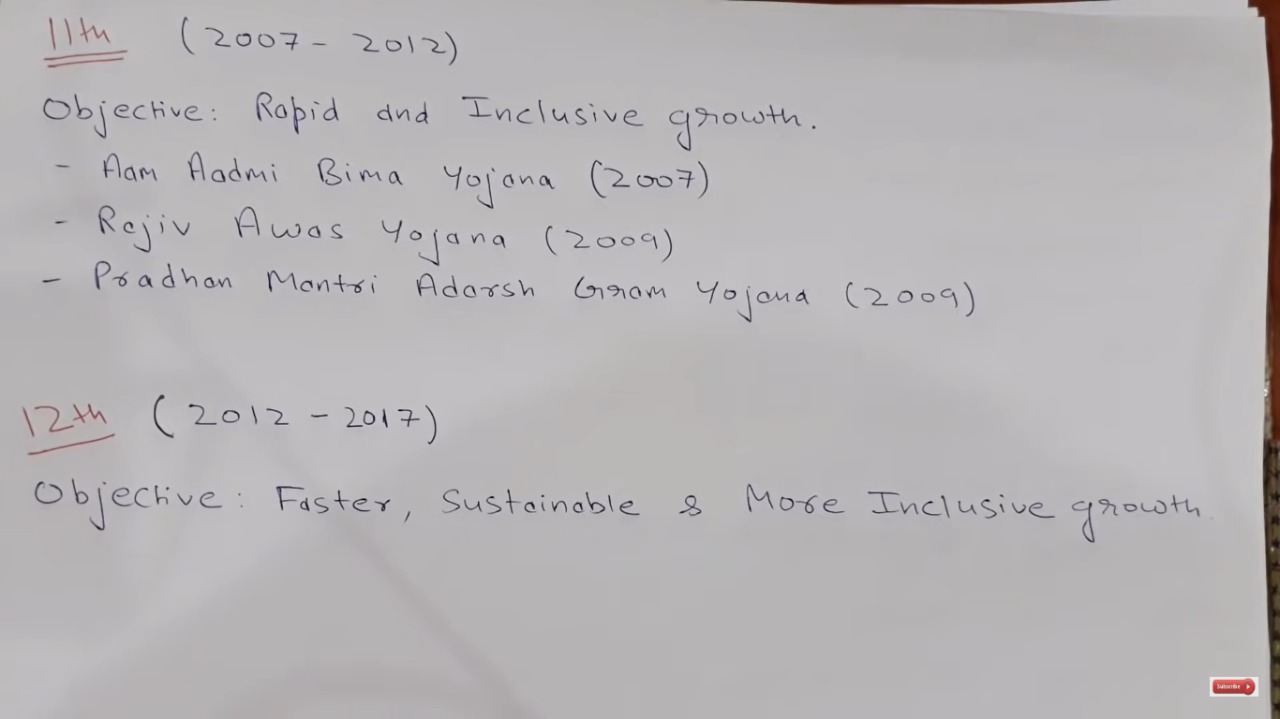 11th (2007 - 2012)
Objective: Rapid and Inclusive growth.
- Aam Aadmi Bima Yojana (2007)
- Rajiv Awas Yojana (2009)
- Pradhan Mantri Adarsh Gram Yojana (2009)
12th (2012 - 2017)
Objective: Faster, Sustainable & More Inclusive growth
Subscribe